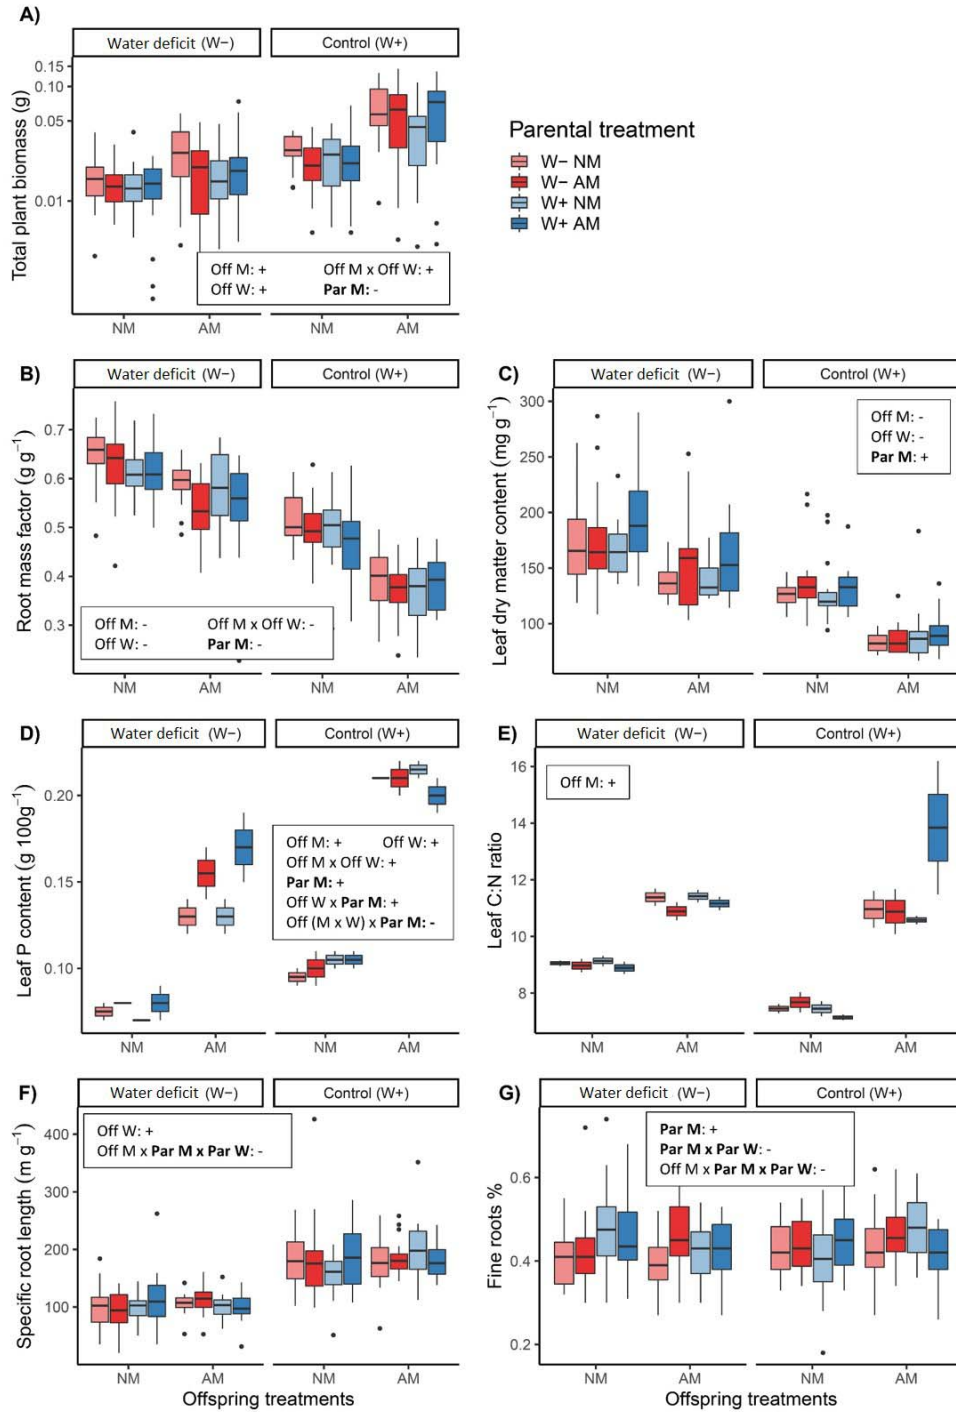 A)
Water deficit (W−)
Control (W+)
Total plant biomass (g)
0.15
0.10
0.05
0.01
Off M: + Off M x Off W: +
Off W: + Par M: -
NM AM NM AM
Parental treatment
W− NM
W− AM
W+ NM
W+ AM
B)
Water deficit (W−)
Control (W+)
Root mass factor (g g⁻¹)
0.7
0.6
0.5
0.4
0.3
Off M: - Off M x Off W: -
Off W: - Par M: -
NM AM NM AM
C)
Water deficit (W−)
Control (W+)
Leaf dry matter content (mg g⁻¹)
300
250
200
150
100
Off M: -
Off W: -
Par M: +
NM AM NM AM
D)
Water deficit (W−)
Control (W+)
Leaf P content (g 100g⁻¹)
0.20
0.15
0.10
Off M: + Off W: +
Off M x Off W: +
Par M: +
Off W x Par M: +
Off (M x W) x Par M: -
NM AM NM AM
E)
Water deficit (W−)
Control (W+)
Leaf C:N ratio
16
14
12
10
8
Off M: +
NM AM NM AM
F)
Water deficit (W−)
Control (W+)
Specific root length (m g⁻¹)
400
300
200
100
Off W: +
Off M x Par M x Par W: -
NM AM NM AM
Offspring treatments
G)
Water deficit (W−)
Control (W+)
Fine roots %
0.6
0.4
0.2
Par M: +
Par M x Par W: -
Off M x Par M x Par W: -
NM AM NM AM
Offspring treatments